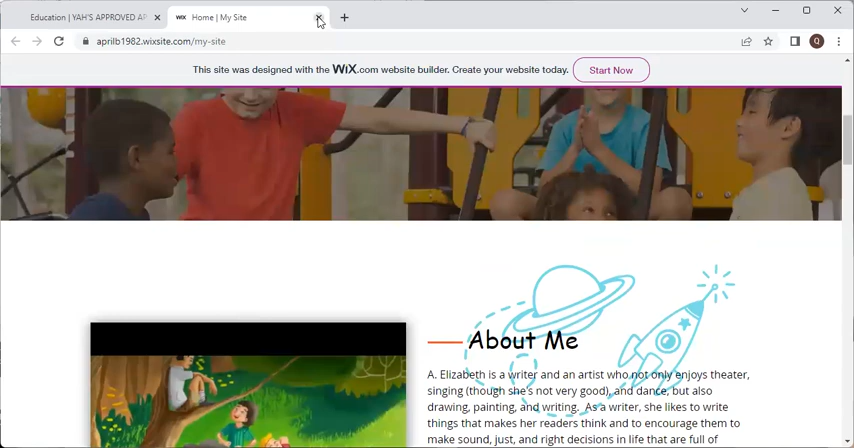 Education | YAH'S APPROVED AP
WIX Home | My Site
aprilb1982.wixsite.com/my-site
Q
This site was designed with the WiX.com website builder. Create your website today.
Start Now
About Me
A. Elizabeth is a writer and an artist who not only enjoys theater,
singing (though she's not very good), and dance, but also
drawing, painting, and writing. As a writer, she likes to write
things that makes her readers think and to encourage them to
make sound, just, and right decisions in life that are full of